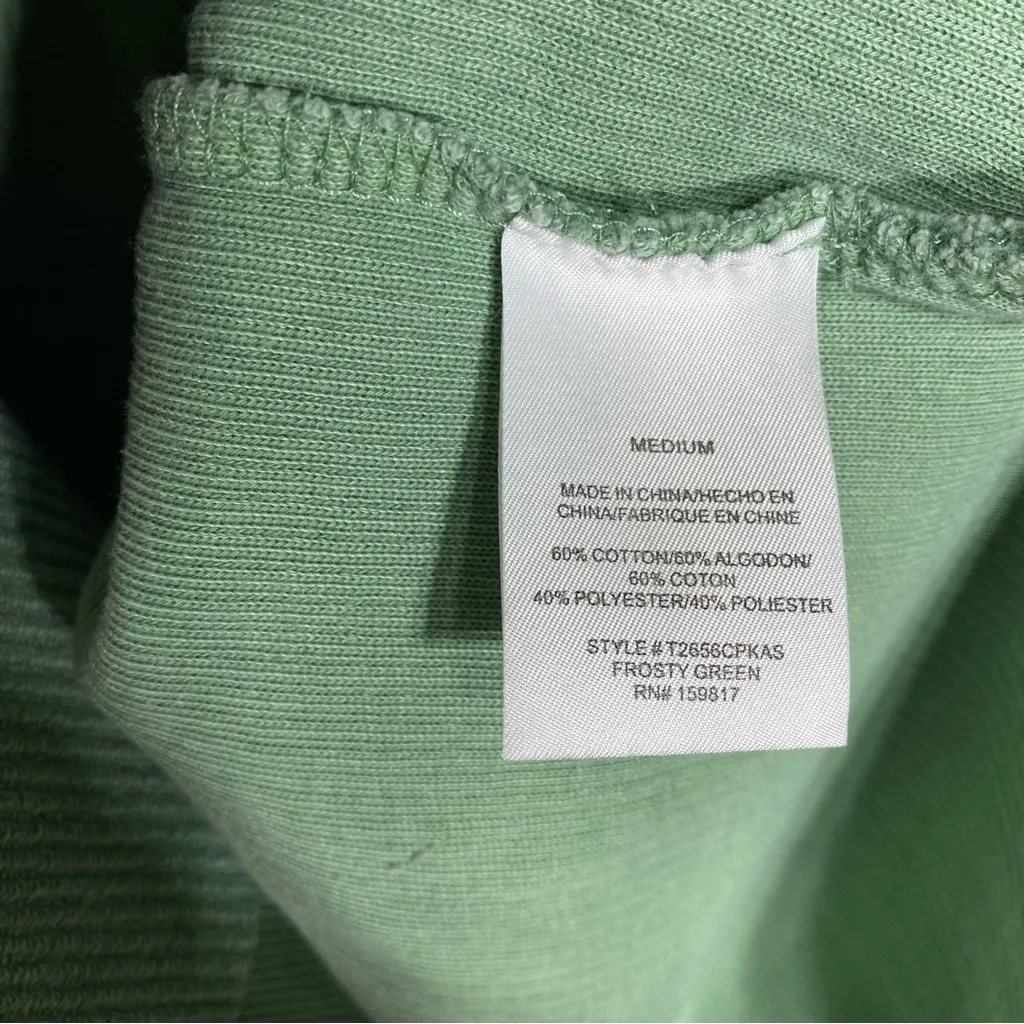 MEDIUM
MADE IN CHINA/HECHO EN
CHINA/FABRIQUE EN CHINE
60% COTTON/60% ALGODON/
60% COTON
40% POLYESTER/40% POLIESTER
STYLE # T2656CPKAS
FROSTY GREEN
RN# 159817